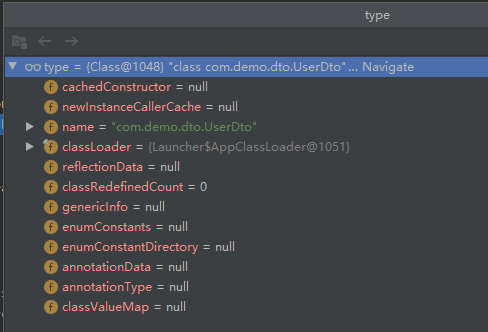 type
type = {Class@1048} "class com.demo.dto.UserDto"... Navigate
cachedConstructor = null
newInstanceCallerCache = null
name = "com.demo.dto.UserDto"
classLoader = {Launcher$AppClassLoader@1051}
reflectionData = null
classRedefinedCount = 0
genericInfo = null
enumConstants = null
enumConstantDirectory = null
annotationData = null
annotationType = null
classValueMap = null